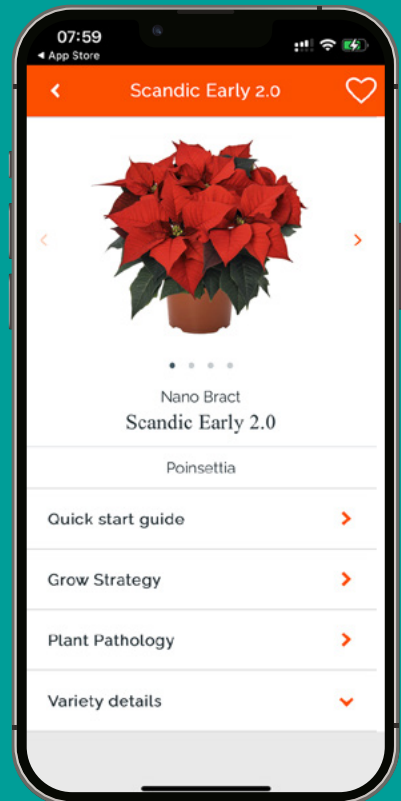 07:59
App Store
Scandic Early 2.0
Nano Bract
Scandic Early 2.0
Poinsettia
Quick start guide
Grow Strategy
Plant Pathology
Variety details